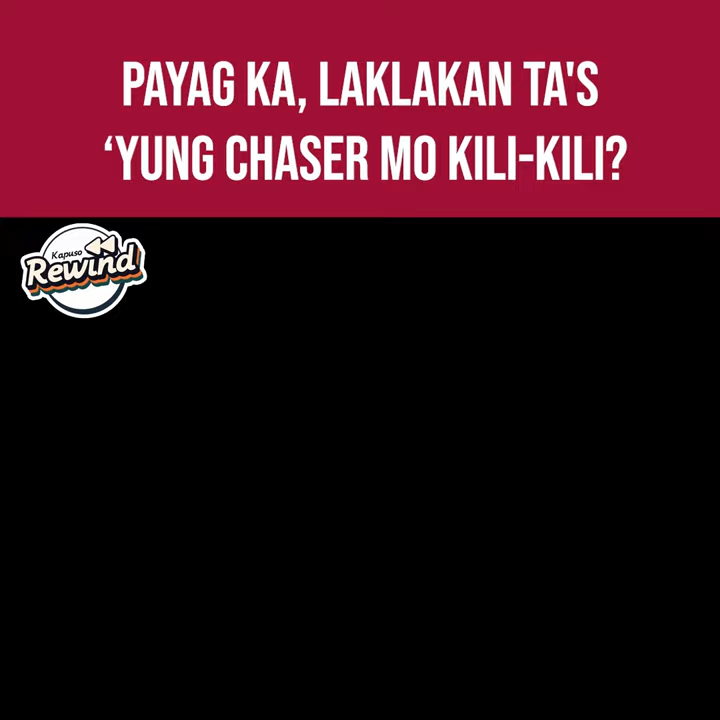 PAYAG KA, LAKLAKAN TA'S
‘YUNG CHASER MO KILI-KILI?
Kapuso
Rewind